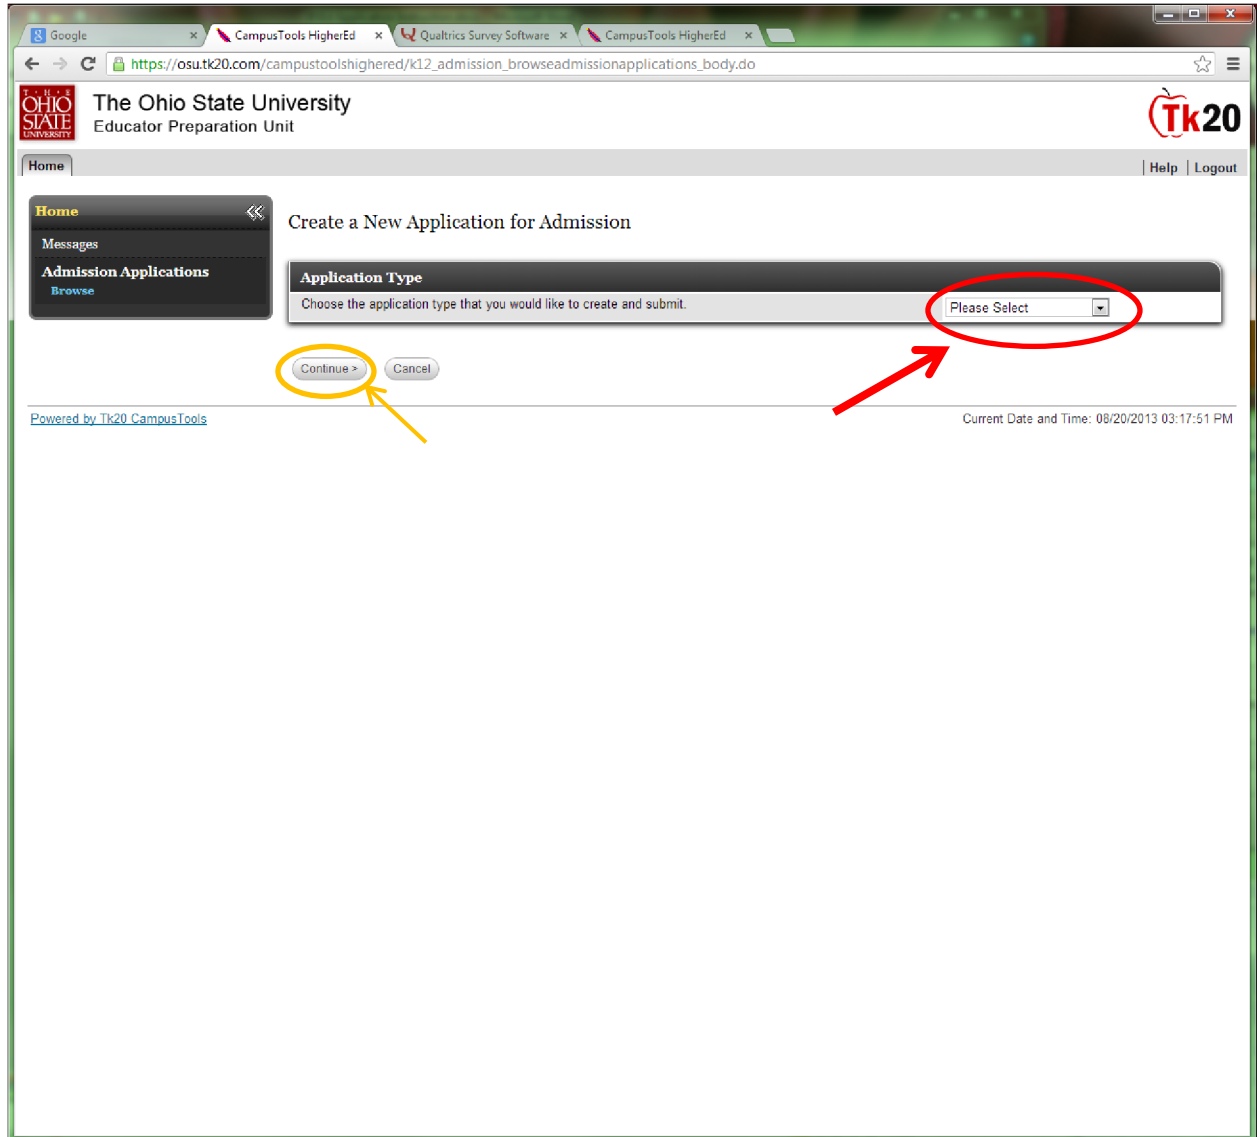 Google
CampusTools HigherEd
Qualtrics Survey Software
CampusTools HigherEd
https://osu.tk20.com/campustoolshighered/k12_admission_browseadmissionapplications_body.do
T · H · E
OHIO
STATE
UNIVERSITY
The Ohio State University
Educator Preparation Unit
Tk20
Home
Help
Logout
Home
Messages
Admission Applications
Browse
Create a New Application for Admission
Application Type
Choose the application type that you would like to create and submit.
Please Select
Continue >
Cancel
Powered by Tk20 CampusTools
Current Date and Time: 08/20/2013 03:17:51 PM